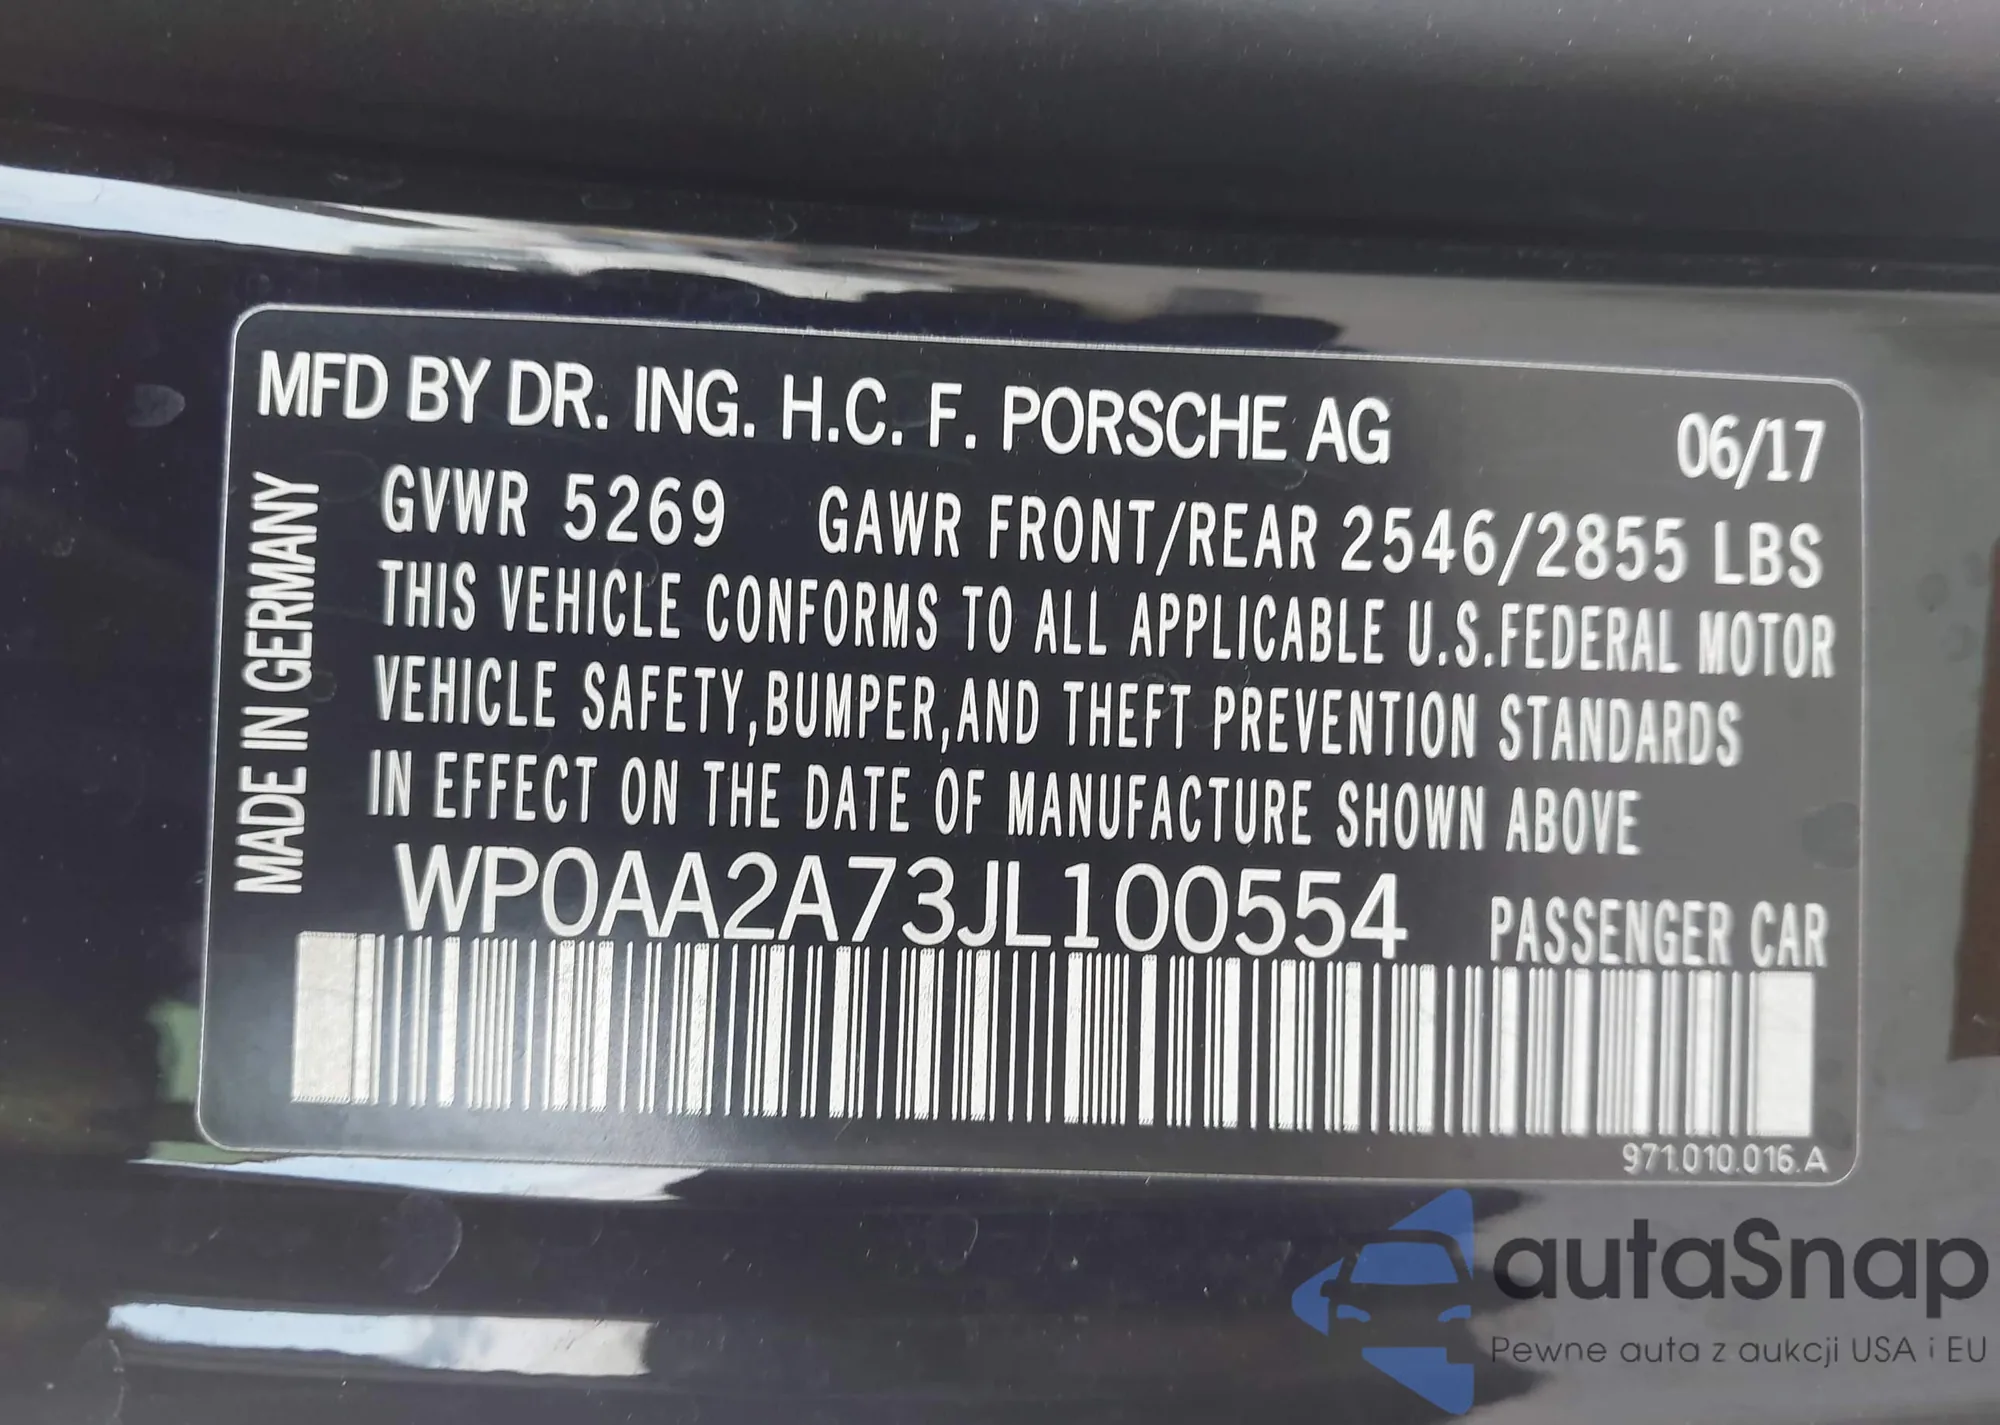 MFD BY DR. ING. H.C. F. PORSCHE AG 06/17
GVWR 5269 GAWR FRONT/REAR 2546/2855 LBS
THIS VEHICLE CONFORMS TO ALL APPLICABLE U.S.FEDERAL MOTOR
VEHICLE SAFETY,BUMPER,AND THEFT PREVENTION STANDARDS
IN EFFECT ON THE DATE OF MANUFACTURE SHOWN ABOVE
WP0AA2A73JL100554 PASSENGER CAR
MADE IN GERMANY
971.010.016.A
autaSnap
Pewne auta z aukcji USA i EU